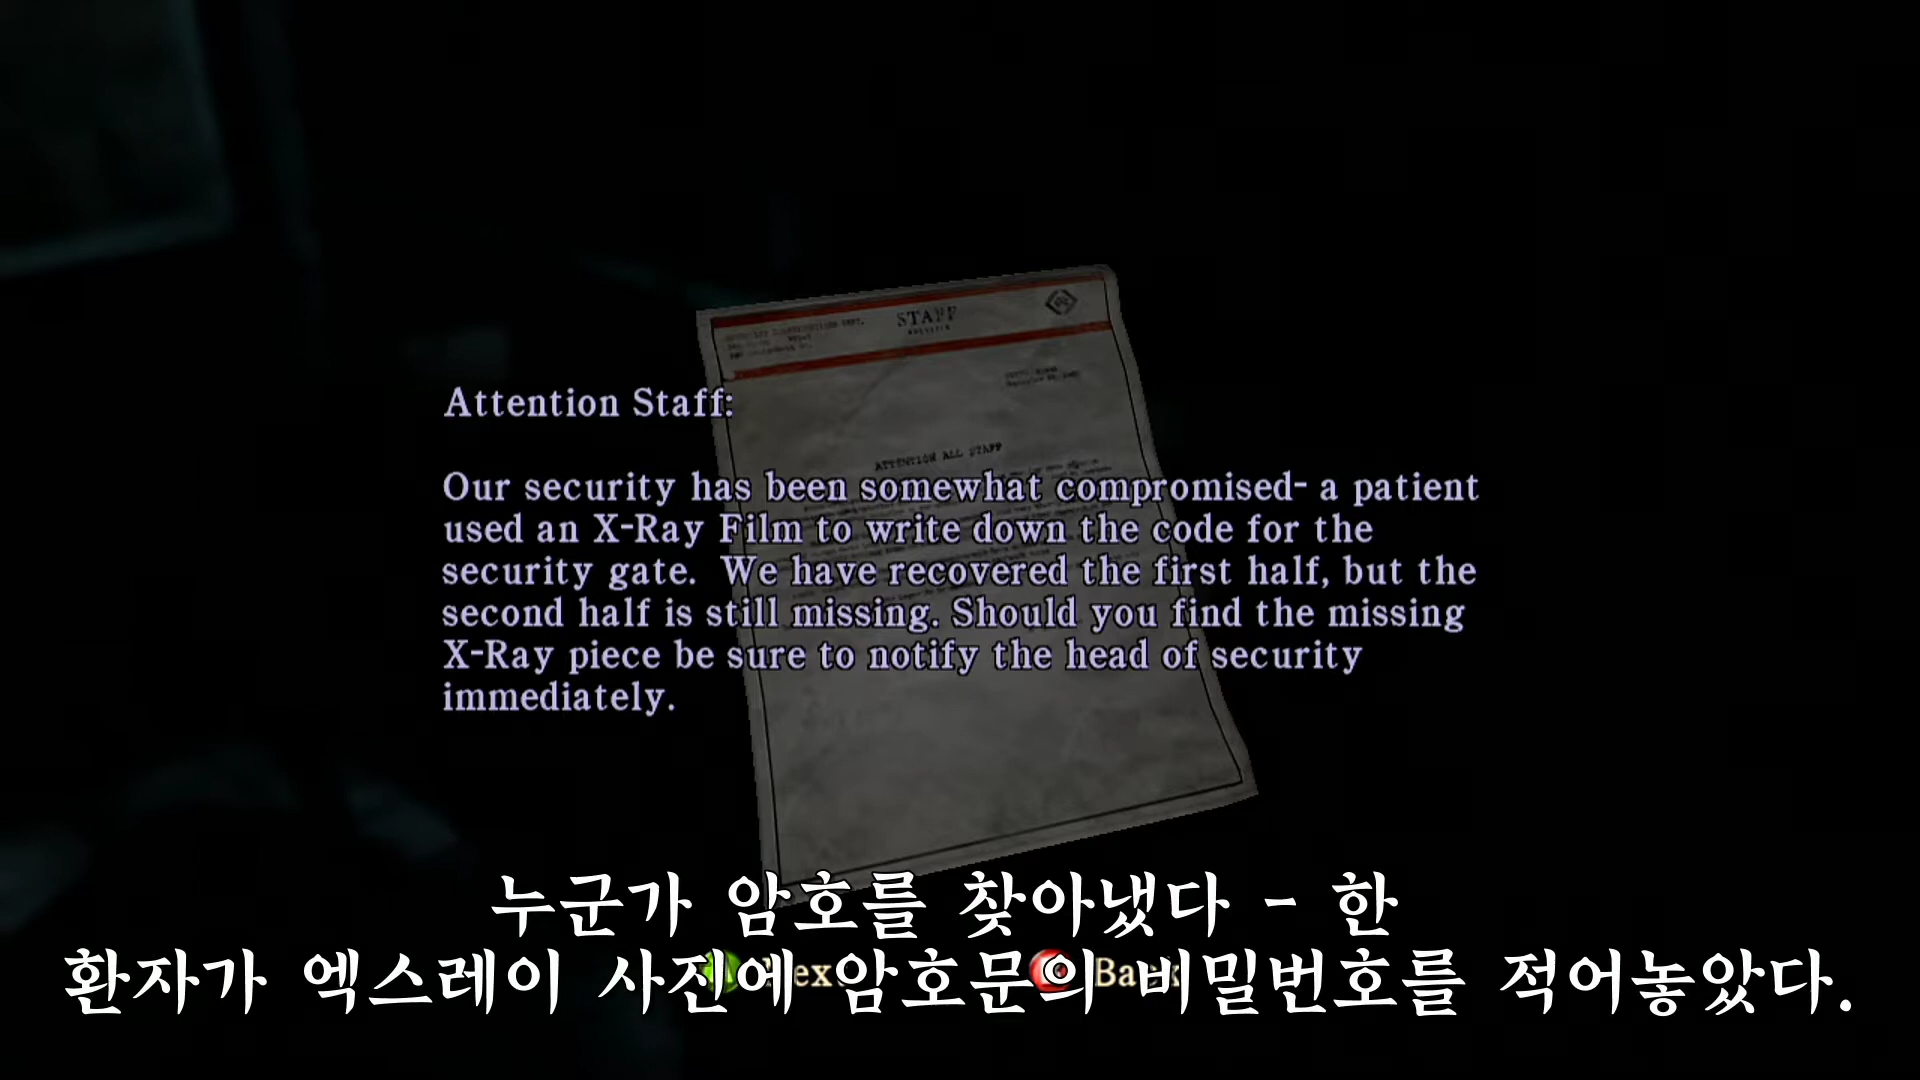 STAFF
ATTENTION ALL STAFF
Attention Staff:
Our security has been somewhat compromised- a patient
used an X-Ray Film to write down the code for the
security gate. We have recovered the first half, but the
second half is still missing. Should you find the missing
X-Ray piece be sure to notify the head of security
immediately.
누군가 암호를 찾아냈다 - 한
환자가 엑스레이 사진에 암호문의 비밀번호를 적어놓았다.